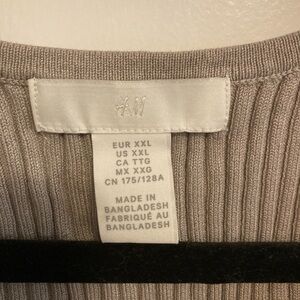 H&M
EUR XXL
US XXL
CA TTG
MX XXG
CN 175/128A
MADE IN
BANGLADESH
FABRIQUÉ AU
BANGLADESH